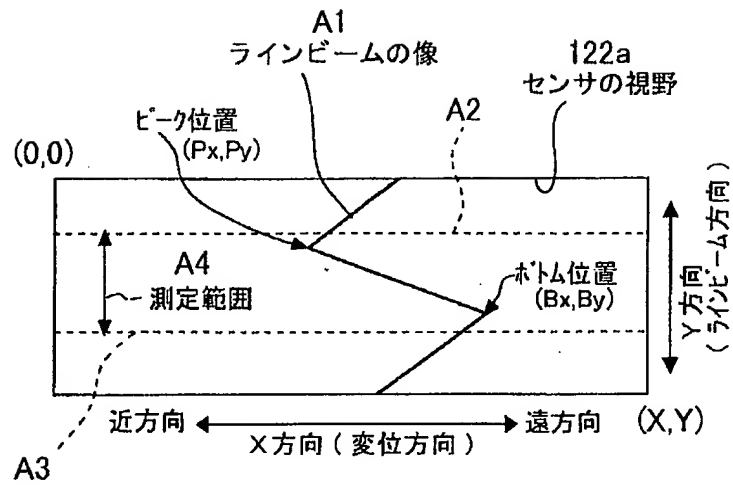 A1
ラインビームの像
122a
センサの視野
ピーク位置
(Px,Py)
A2
(0,0)
A4
測定範囲
ボトム位置
(Bx,By)
Y方向
(ラインビーム方向)
近方向
遠方向
(X,Y)
X方向(変位方向)
A3